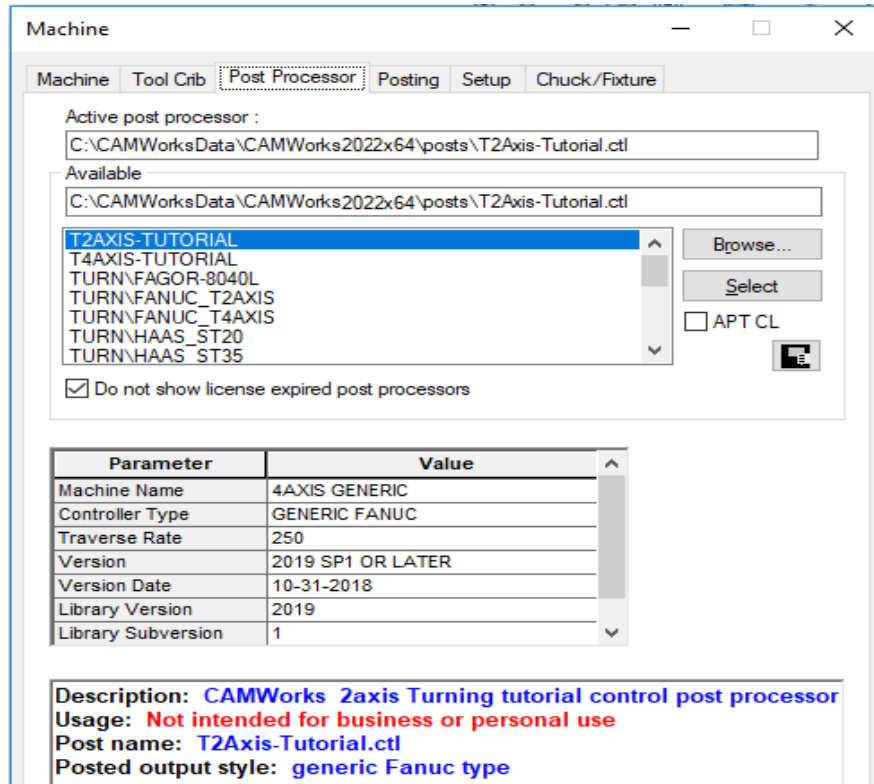 Machine
Machine Tool Crib Post Processor Posting Setup Chuck/Fixture
Active post processor :
C:\CAMWorksData\CAMWorks2022x64\posts\T2Axis-Tutorial.ctl
Available
C:\CAMWorksData\CAMWorks2022x64\posts\T2Axis-Tutorial.ctl
T2AXIS-TUTORIAL
T4AXIS-TUTORIAL
TURN\FAGOR-8040L
TURN\FANUC_T2AXIS
TURN\FANUC_T4AXIS
TURN\HAAS_ST20
TURN\HAAS_ST35
Browse...
Select
APT CL
Do not show license expired post processors
Parameter Value
Machine Name 4AXIS GENERIC
Controller Type GENERIC FANUC
Traverse Rate 250
Version 2019 SP1 OR LATER
Version Date 10-31-2018
Library Version 2019
Library Subversion 1
Description: CAMWorks 2axis Turning tutorial control post processor
Usage: Not intended for business or personal use
Post name: T2Axis-Tutorial.ctl
Posted output style: generic Fanuc type